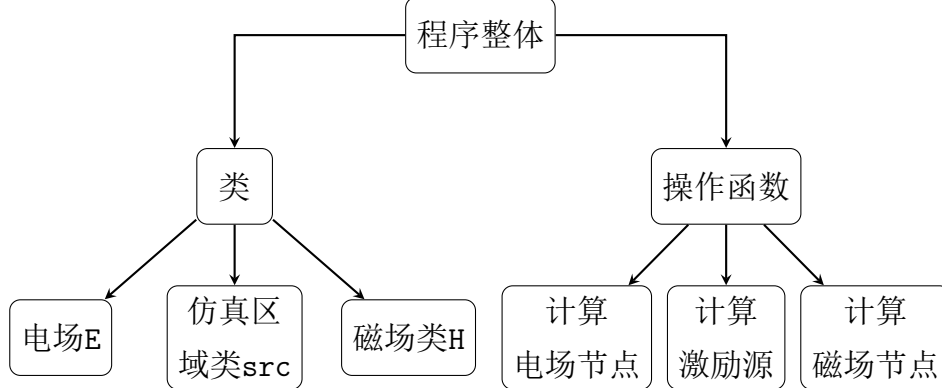 程序整体
类
操作函数
电场E
仿真区
域类src
磁场类H
计算
电场节点
计算
激励源
计算
磁场节点